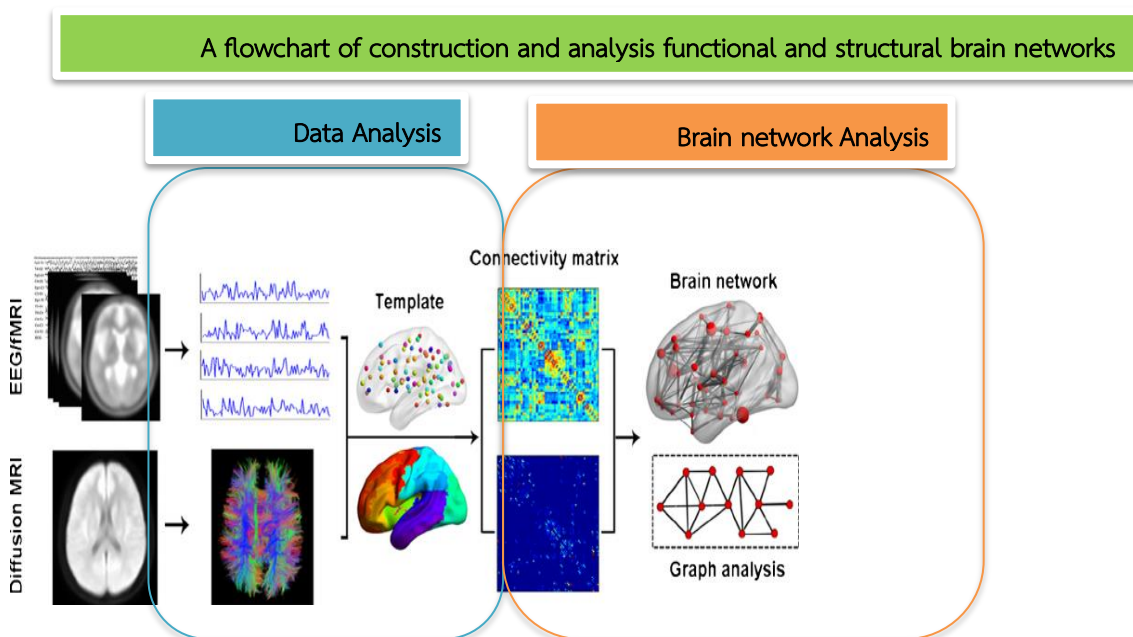 A flowchart of construction and analysis functional and structural brain networks
Data Analysis
Brain network Analysis
EEG/fMRI
Template
Connectivity matrix
Brain network
Diffusion MRI
Graph analysis